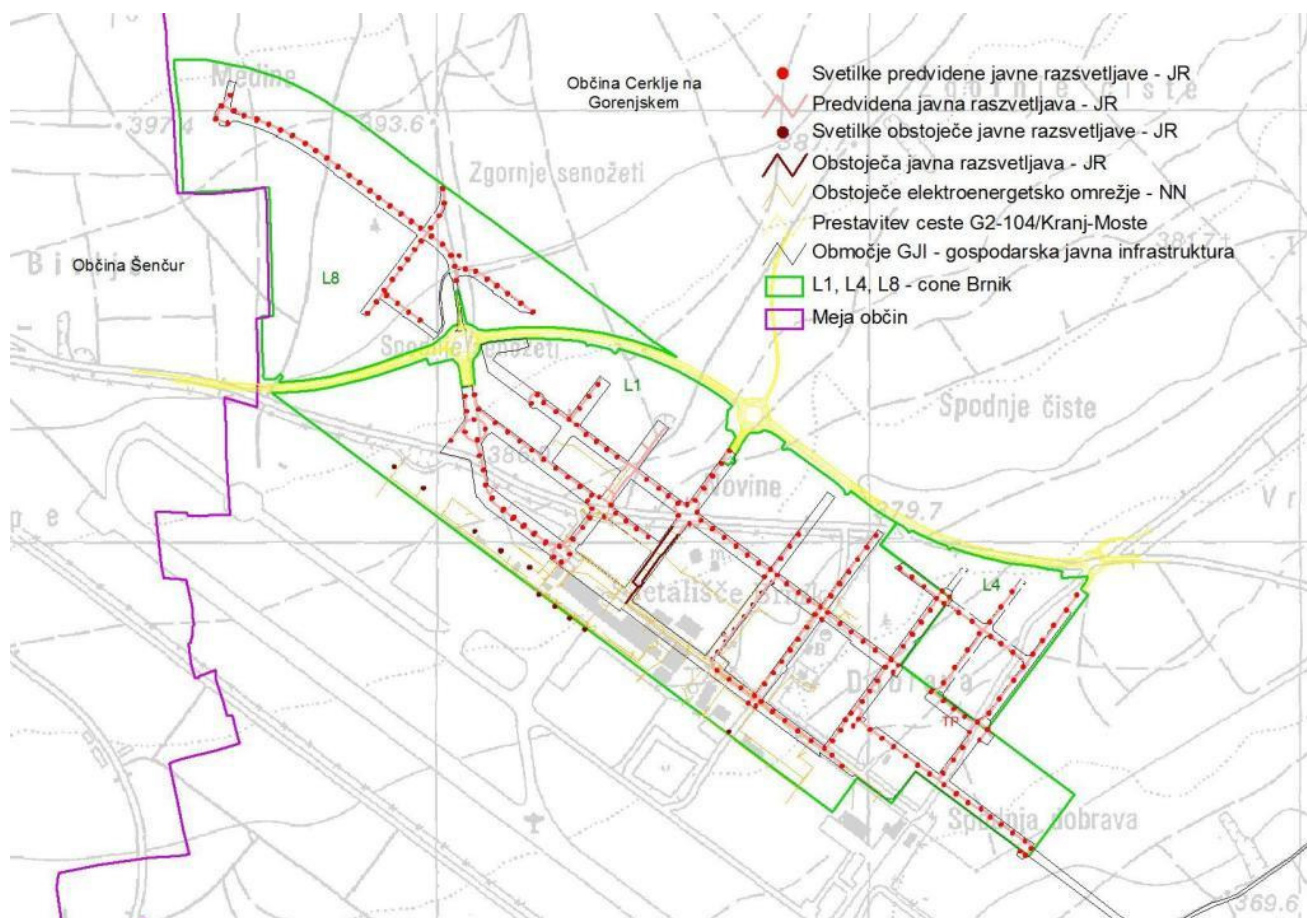 Medine
397.4
393.6
Občina Cerklje na
Gorenjskem
Svetilke predvidene javne razsvetljave - JR
Predvidena javna raszvetljava - JR
Svetilke obstoječe javne razsvetljave - JR
Obstoječa javna razsvetljava - JR
Obstoječe elektroenergetsko omrežje - NN
Prestavitev ceste G2-104/Kranj-Moste
Območje GJI - gospodarska javna infrastruktura
L1, L4, L8 - cone Brnik
Meja občin
Zgornje senožeti
Občina Šenčur
L8
L1
Spodnje čiste
379.7
L4
Dobrava
TP
Spodnja dobrava
369.6